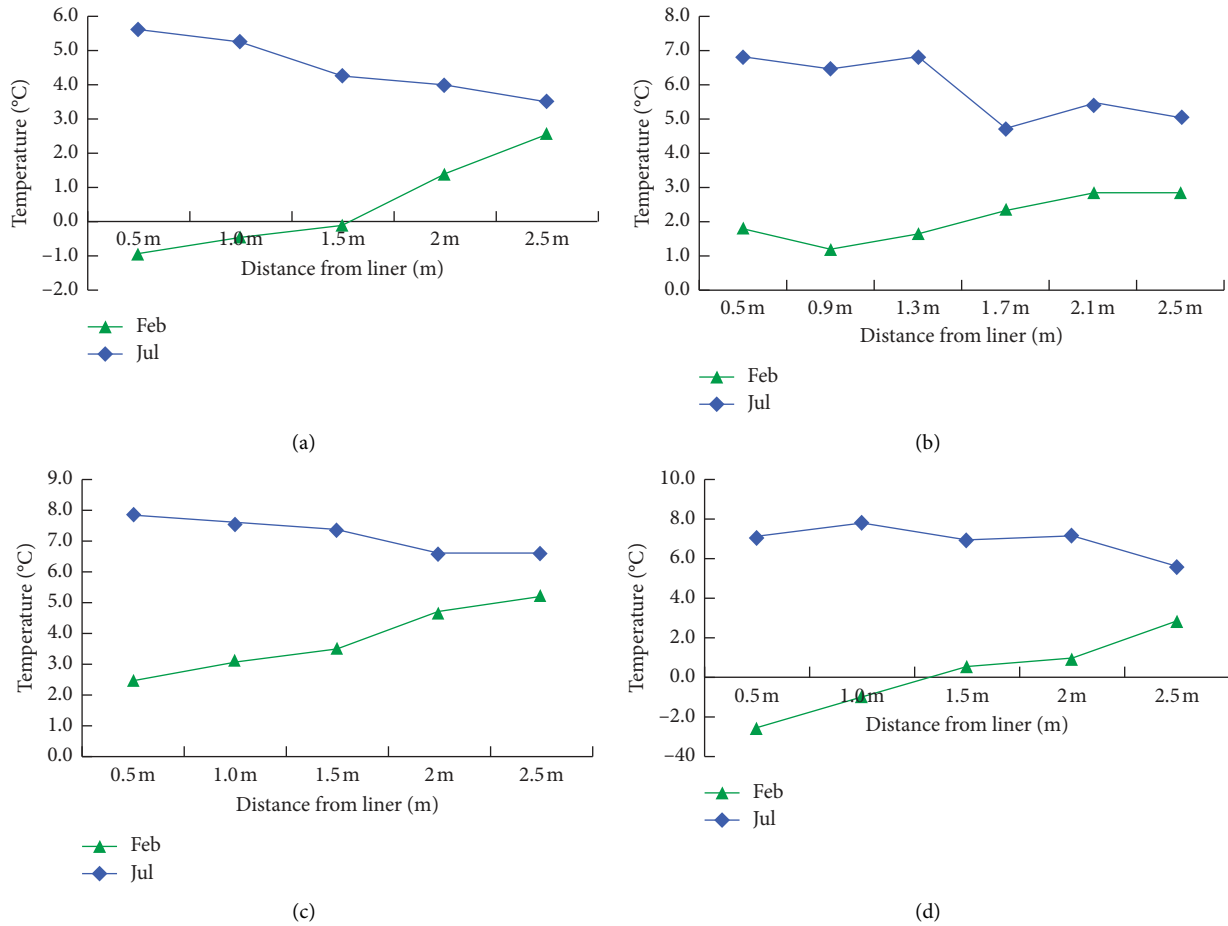 6.0
5.0
4.0
3.0
2.0
1.0
0.0
−1.0
−2.0
Temperature (°C)
0.5 m 1.0 m 1.5 m 2 m 2.5 m
Distance from liner (m)
Feb
Jul
(a)
8.0
7.0
6.0
5.0
4.0
3.0
2.0
1.0
0.0
Temperature (°C)
0.5 m 0.9 m 1.3 m 1.7 m 2.1 m 2.5 m
Distance from liner (m)
Feb
Jul
(b)
9.0
8.0
7.0
6.0
5.0
4.0
3.0
2.0
1.0
0.0
Temperature (°C)
0.5 m 1.0 m 1.5 m 2 m 2.5 m
Distance from liner (m)
Feb
Jul
(c)
10.0
8.0
6.0
4.0
2.0
0.0
−2.0
−40
Temperature (°C)
0.5 m 1.0 m 1.5 m 2 m 2.5 m
Distance from liner (m)
Feb
Jul
(d)